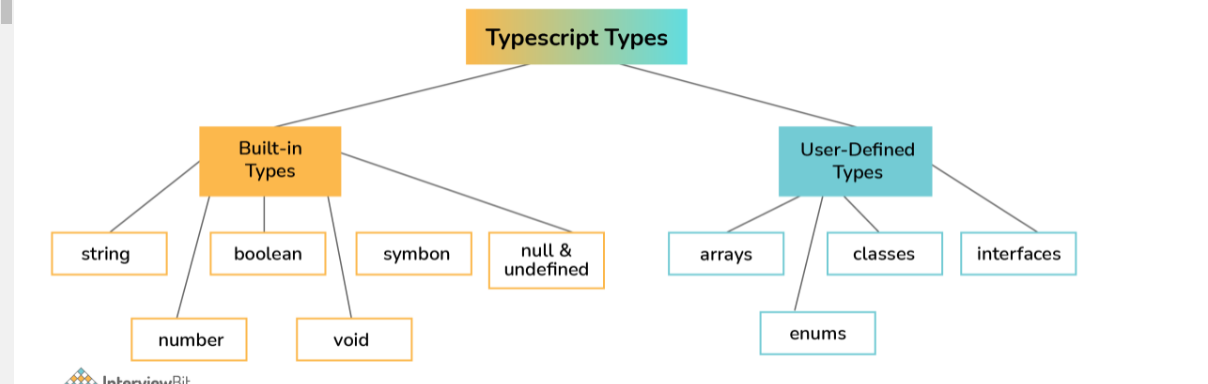 Typescript Types
Built-in
Types
User-Defined
Types
string
boolean
symbon
null &
undefined
arrays
classes
interfaces
number
void
enums
InterviewBit